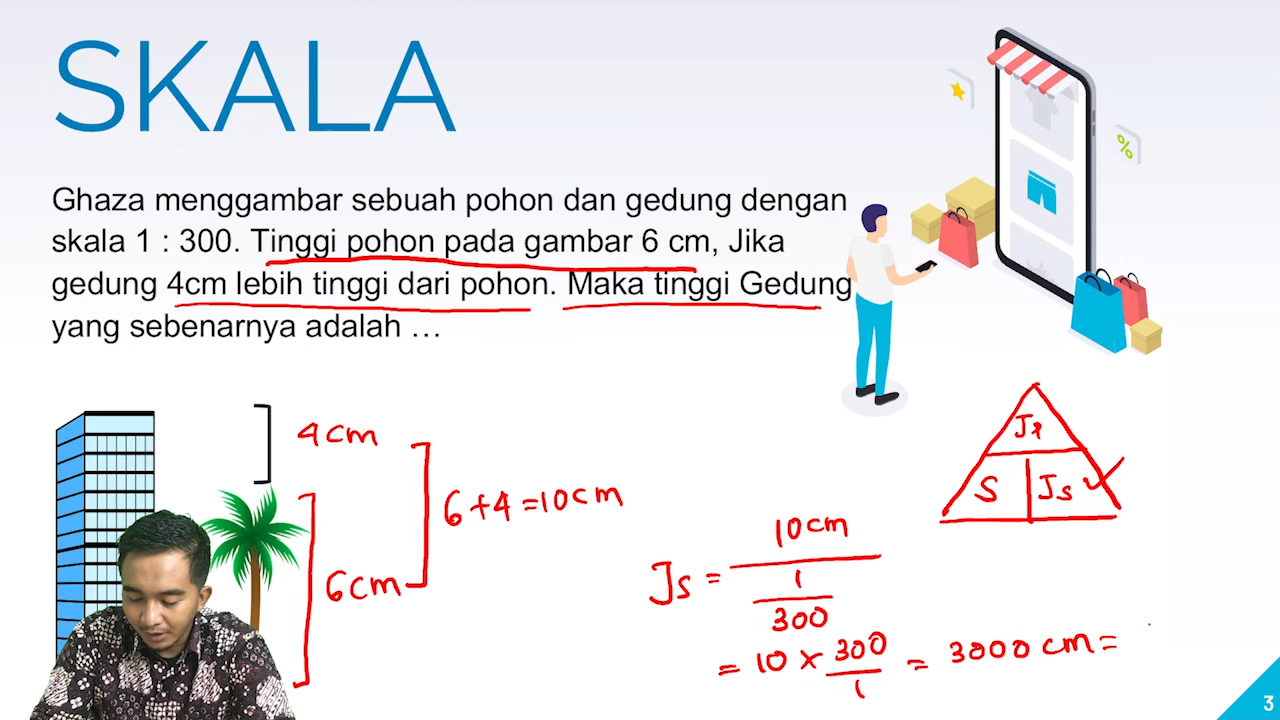 SKALA
%
Ghaza menggambar sebuah pohon dan gedung dengan
skala 1 : 300. Tinggi pohon pada gambar 6 cm, Jika
gedung 4cm lebih tinggi dari pohon. Maka tinggi Gedung
yang sebenarnya adalah ...
4cm
6+4=10cm
6cm
Jp
S Js
Js = 10cm
1
300
= 10 x 300 = 3000 cm =
1
3